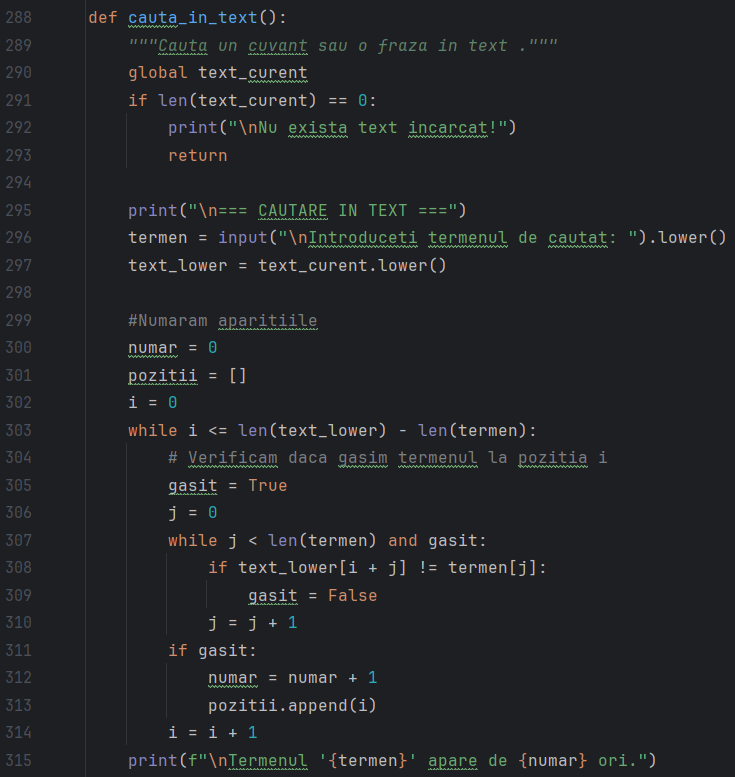 288 def cauta_in_text():
289 """Cauta un cuvant sau o fraza in text ."""
290 global text_curent
291 if len(text_curent) == 0:
292 print("\nNu exista text incarcat!")
293 return
294
295 print("\n=== CAUTARE IN TEXT ===")
296 termen = input("\nIntroduceti termenul de cautat: ").lower()
297 text_lower = text_curent.lower()
298
299 #Numaram aparitiile
300 numar = 0
301 pozitii = []
302 i = 0
303 while i <= len(text_lower) - len(termen):
304 # Verificam daca gasim termenul la pozitia i
305 gasit = True
306 j = 0
307 while j < len(termen) and gasit:
308 if text_lower[i + j] != termen[j]:
309 gasit = False
310 j = j + 1
311 if gasit:
312 numar = numar + 1
313 pozitii.append(i)
314 i = i + 1
315 print(f"\nTermenul '{termen}' apare de {numar} ori.")